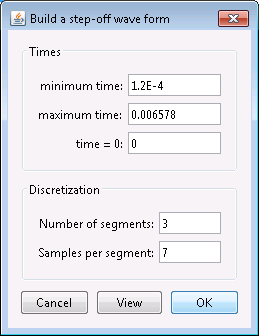 Build a step-off wave form
Times
minimum time: 1.2E-4
maximum time: 0.006578
time = 0: 0
Discretization
Number of segments: 3
Samples per segment: 7
Cancel View OK